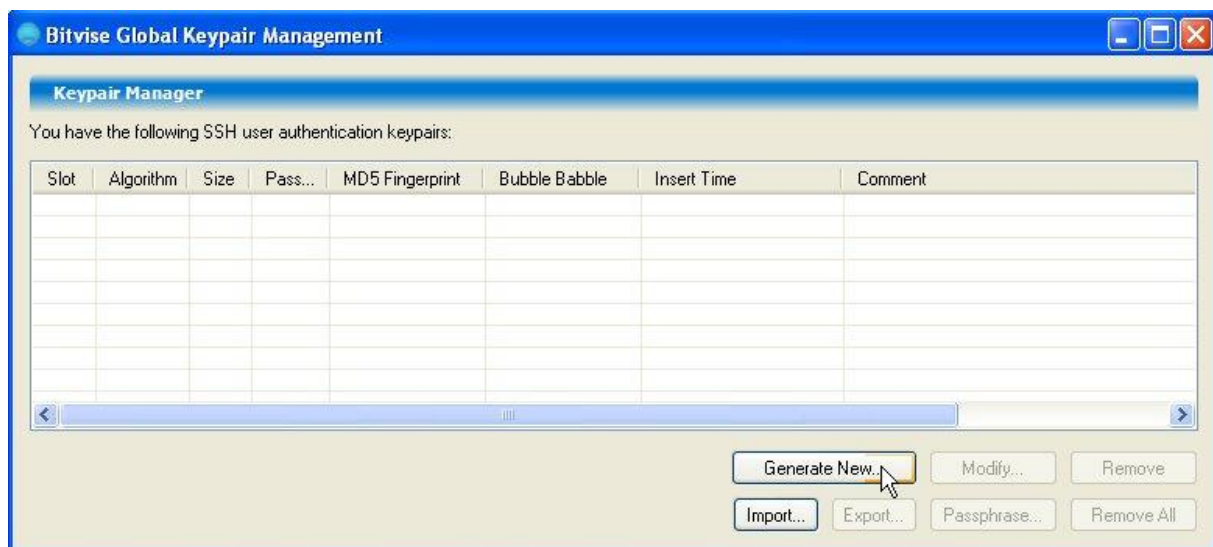 Bitvise Global Keypair Management
Keypair Manager
You have the following SSH user authentication keypairs:
Slot Algorithm Size Pass... MD5 Fingerprint Bubble Babble Insert Time Comment
Generate New... Modify... Remove
Import... Export... Passphrase... Remove All